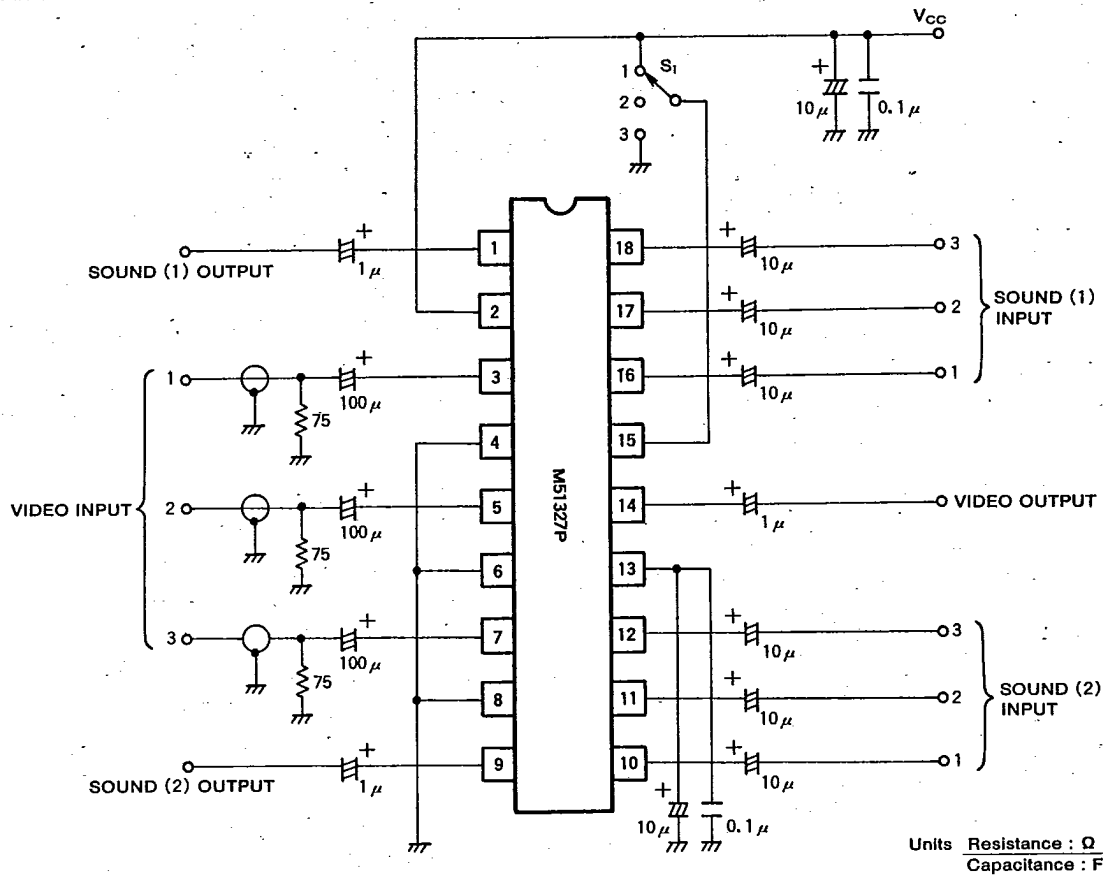 VCC
1
S1
2
3
+
10μ
0.1μ
SOUND (1) OUTPUT
+
1μ
1
18
+
10μ
3
2
17
+
10μ
2
SOUND (1)
INPUT
1
+
100μ
75
3
16
+
10μ
1
4
15
VIDEO INPUT
2
+
100μ
75
5
14
+
1μ
VIDEO OUTPUT
M51327P
6
13
3
+
100μ
75
7
12
+
10μ
3
8
11
+
10μ
2
SOUND (2)
INPUT
SOUND (2) OUTPUT
+
1μ
9
10
+
10μ
1
+
10μ
0.1μ
Units Resistance : Ω
Capacitance : F